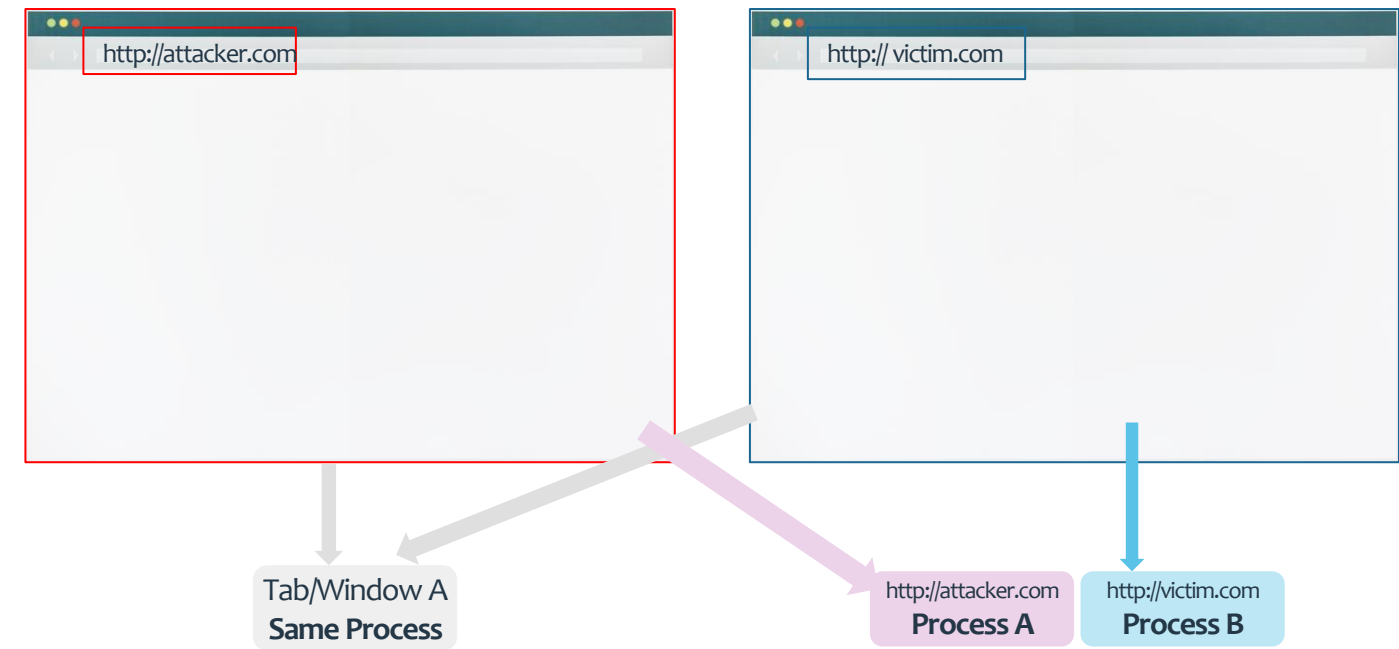 http://attacker.com
http:// victim.com
Tab/Window A
Same Process
http://attacker.com
Process A
http://victim.com
Process B